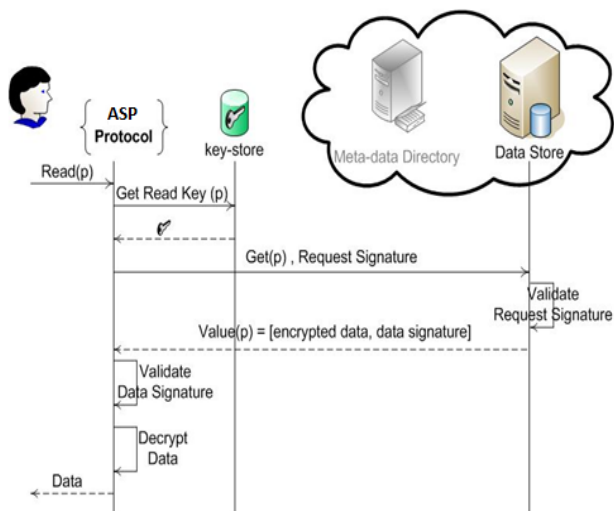 ASP
Protocol
key-store
Meta-data Directory
Data Store
Read(p)
Get Read Key (p)
Get(p) , Request Signature
Validate
Request Signature
Value(p) = [encrypted data, data signature]
Validate
Data Signature
Decrypt
Data
Data